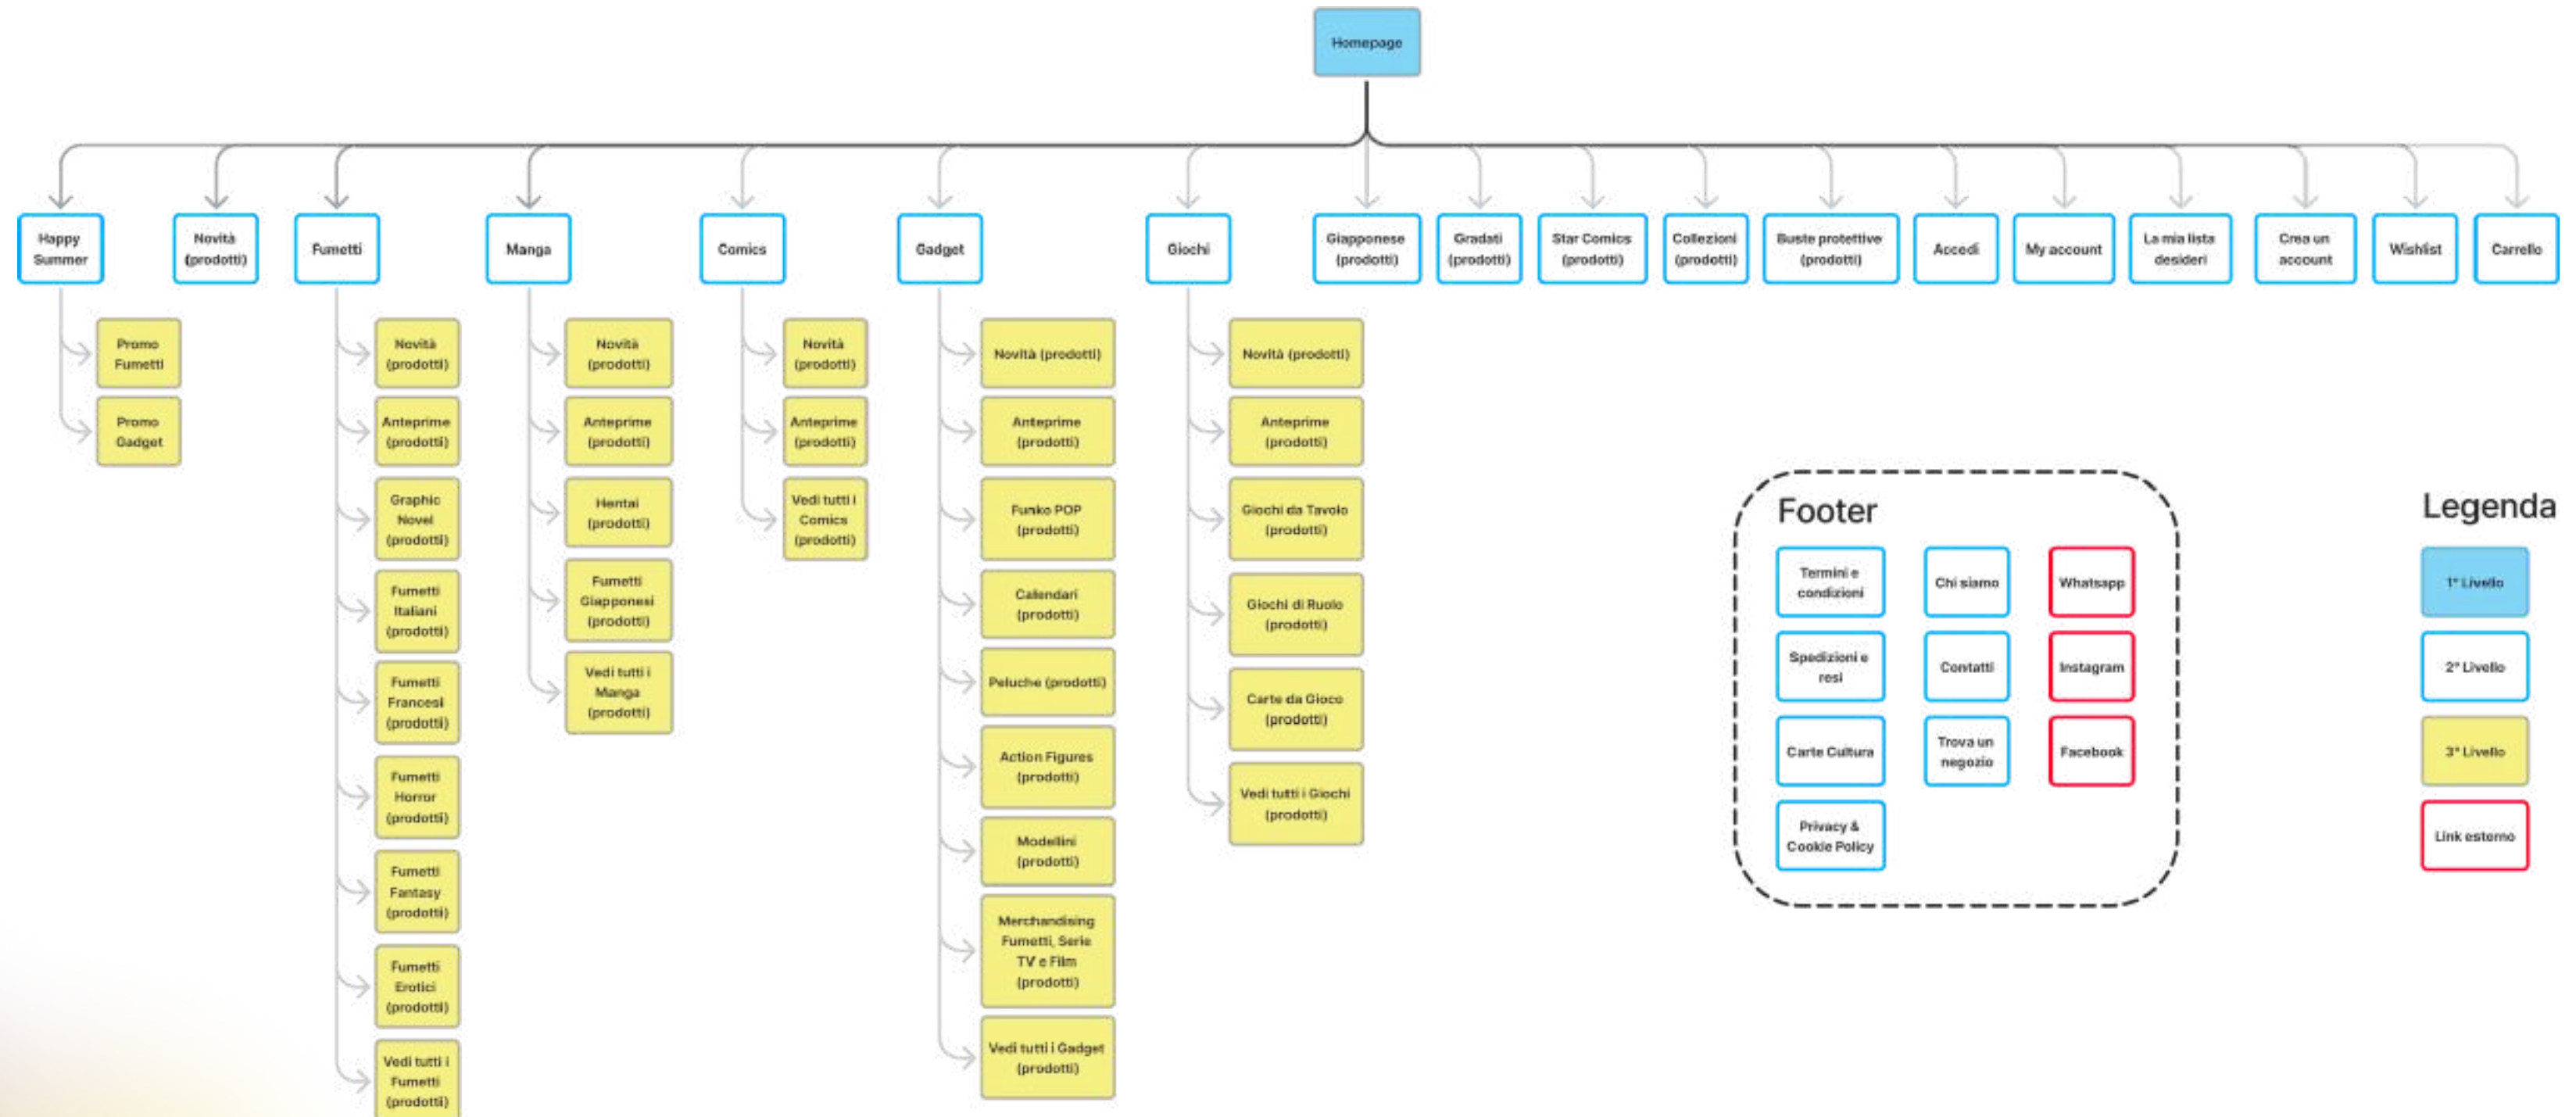 Homepage
Happy
Summer
Novità
(prodotti)
Fumetti
Manga
Comics
Gadget
Giochi
Giapponese
(prodotti)
Gradati
(prodotti)
Star Comics
(prodotti)
Collezioni
(prodotti)
Buste protettive
(prodotti)
Accedi
My account
La mia lista
desideri
Crea un
account
Wishlist
Carrello
Promo
Fumetti
Promo
Gadget
Novità
(prodotti)
Anteprime
(prodotti)
Graphic
Novel
(prodotti)
Fumetti
Italiani
(prodotti)
Fumetti
Francesi
(prodotti)
Fumetti
Horror
(prodotti)
Fumetti
Fantasy
(prodotti)
Fumetti
Erotici
(prodotti)
Vedi tutti i
Fumetti
(prodotti)
Novità
(prodotti)
Anteprime
(prodotti)
Hentai
(prodotti)
Fumetti
Giapponesi
(prodotti)
Vedi tutti i
Manga
(prodotti)
Novità
(prodotti)
Anteprime
(prodotti)
Vedi tutti i
Comics
(prodotti)
Novità (prodotti)
Anteprime
(prodotti)
Funko POP
(prodotti)
Calendari
(prodotti)
Peluche (prodotti)
Action Figures
(prodotti)
Modellini
(prodotti)
Merchandising
Fumetti, Serie
TV e Film
(prodotti)
Vedi tutti i Gadget
(prodotti)
Novità (prodotti)
Anteprime
(prodotti)
Giochi da Tavolo
(prodotti)
Giochi di Ruolo
(prodotti)
Carte da Gioco
(prodotti)
Vedi tutti i Giochi
(prodotti)
Footer
Termini e
condizioni
Chi siamo
Whatsapp
Spedizioni e
resi
Contatti
Instagram
Carte Cultura
Trova un
negozio
Facebook
Privacy &
Cookie Policy
Legenda
1° Livello
2° Livello
3° Livello
Link esterno